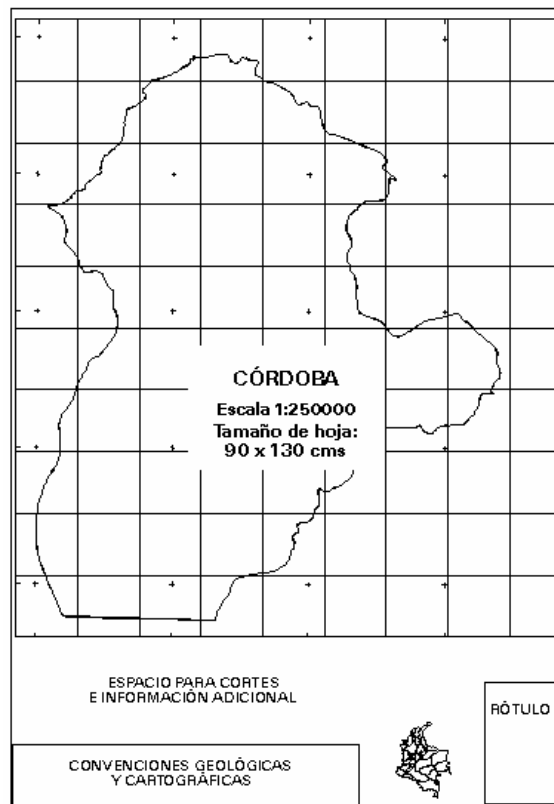 CÓRDOBA
Escala 1:250000
Tamaño de hoja:
90 x 130 cms
ESPACIO PARA CORTES
E INFORMACIÓN ADICIONAL
RÓTULO
CONVENCIONES GEOLÓGICAS
Y CARTOGRÁFICAS